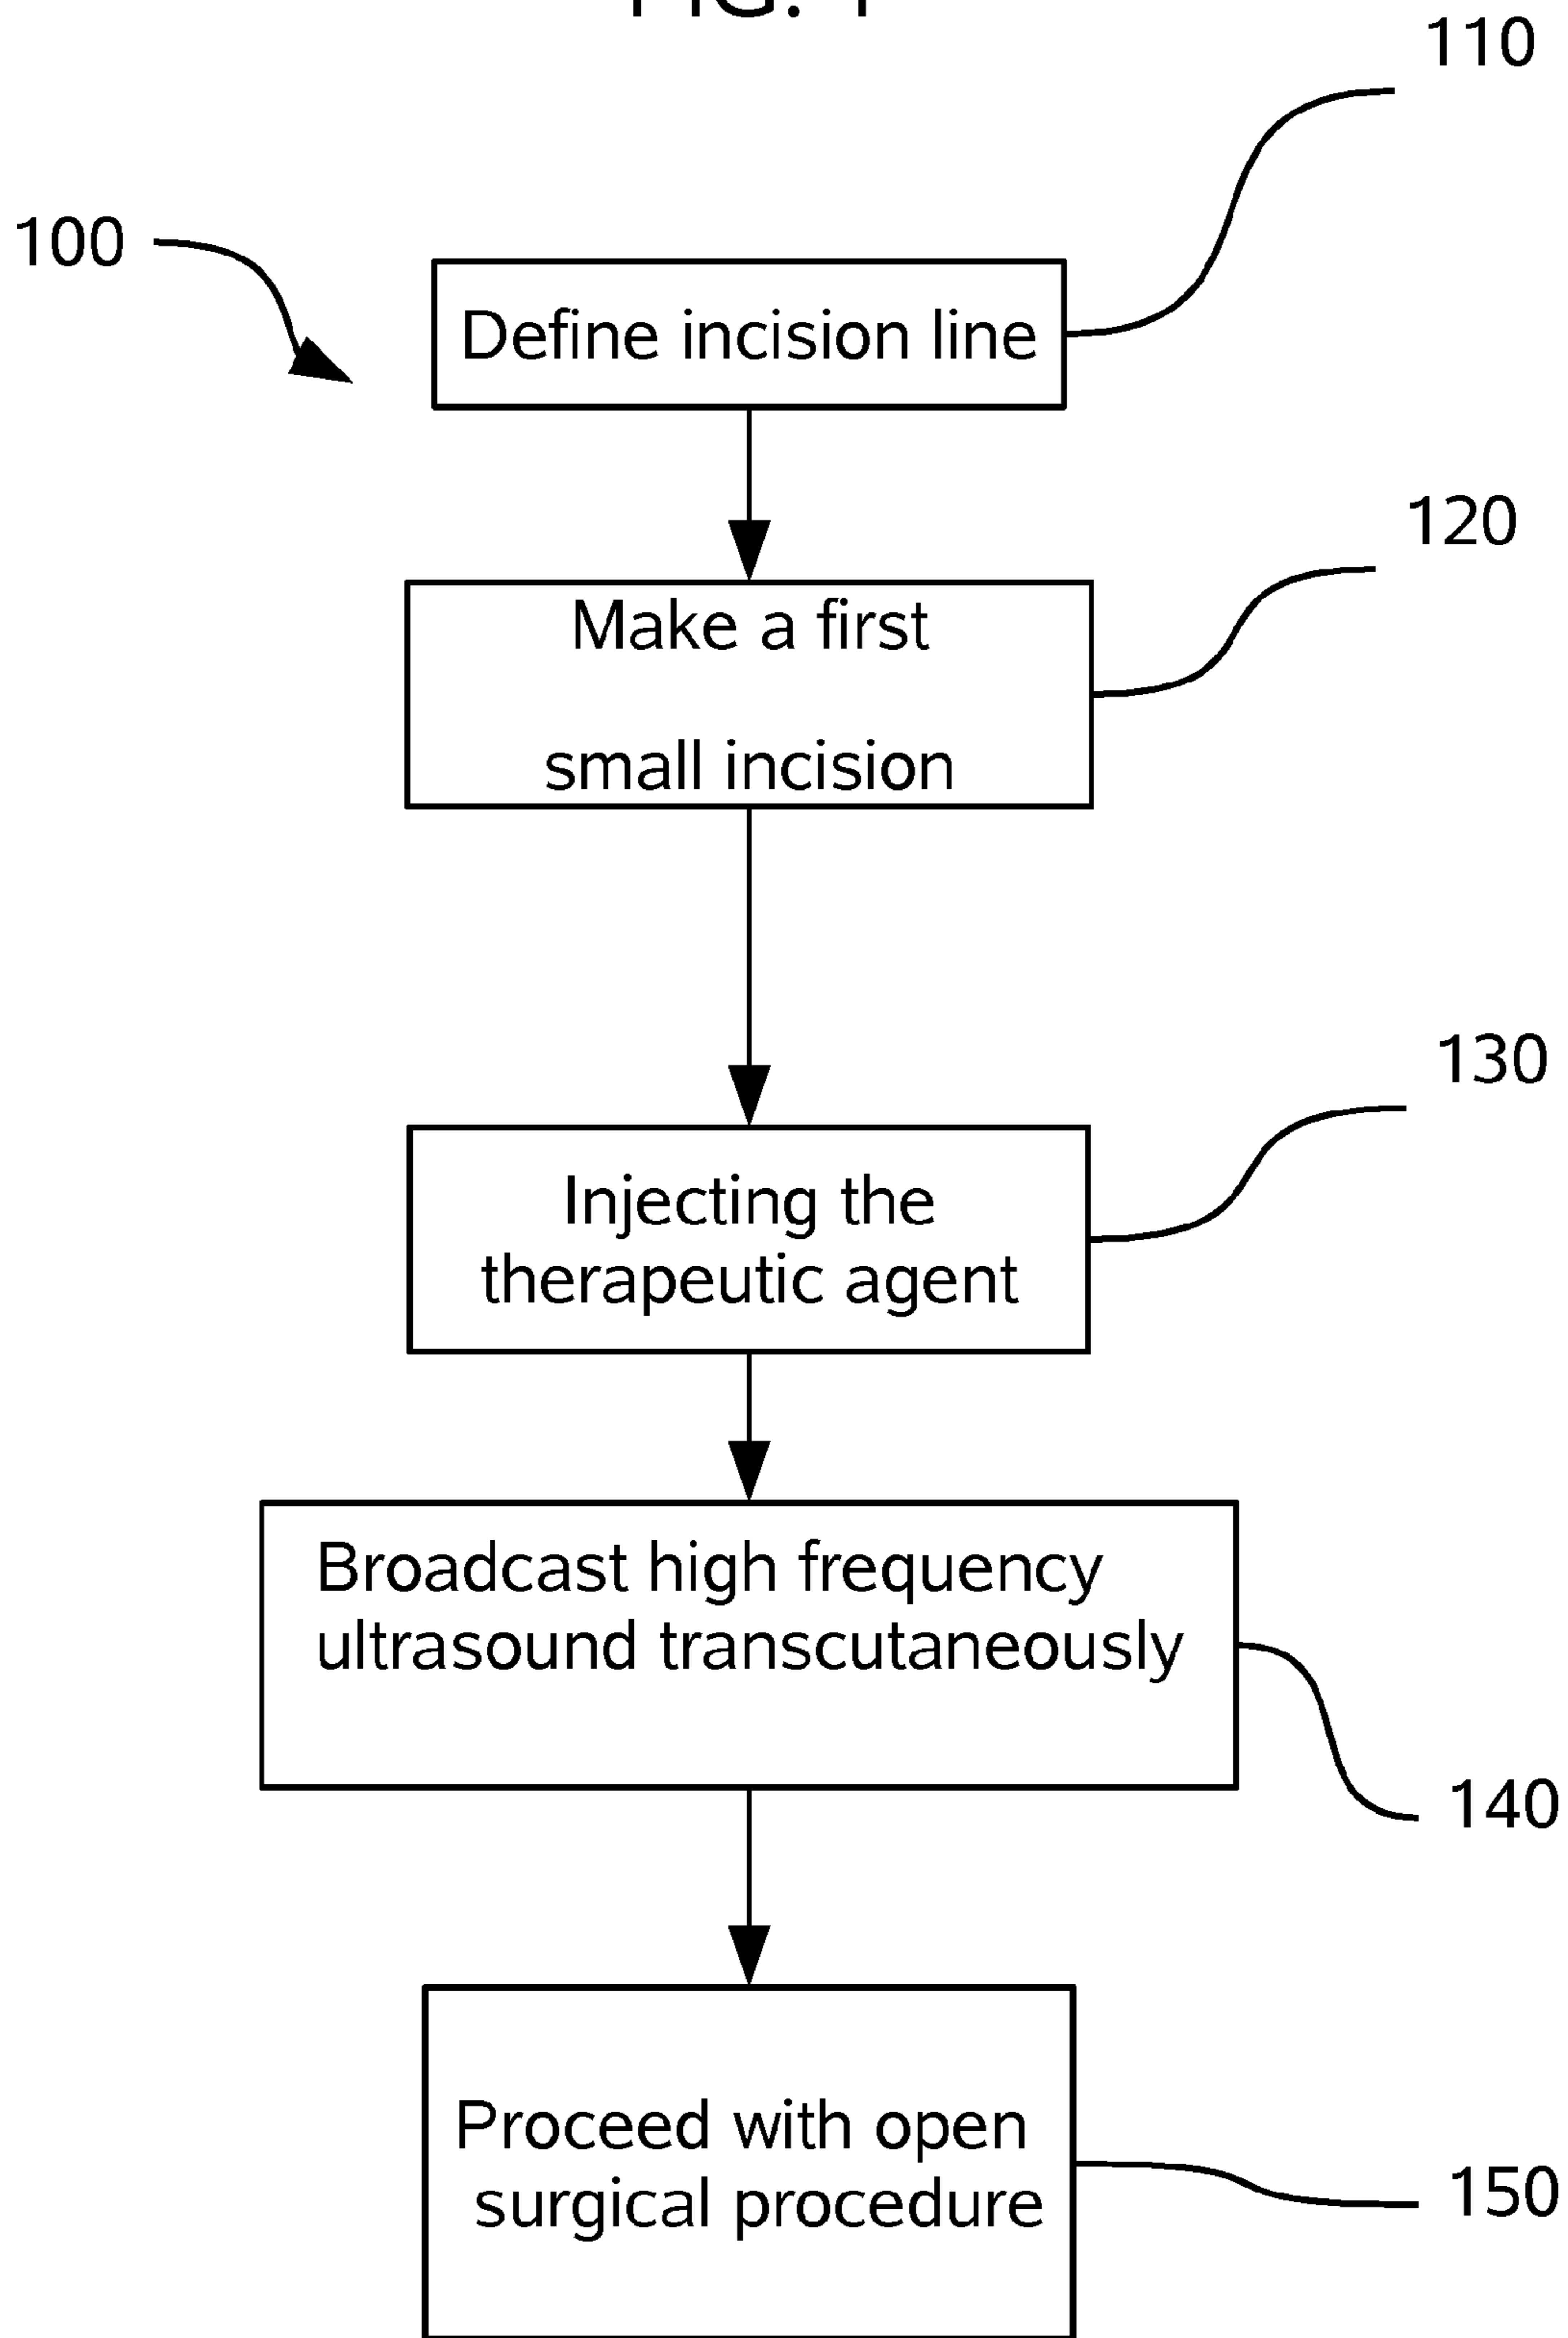 110
100
Define incision line
120
Make a first
small incision
130
Injecting the
therapeutic agent
Broadcast high frequency
ultrasound transcutaneously
140
Proceed with open
surgical procedure
150